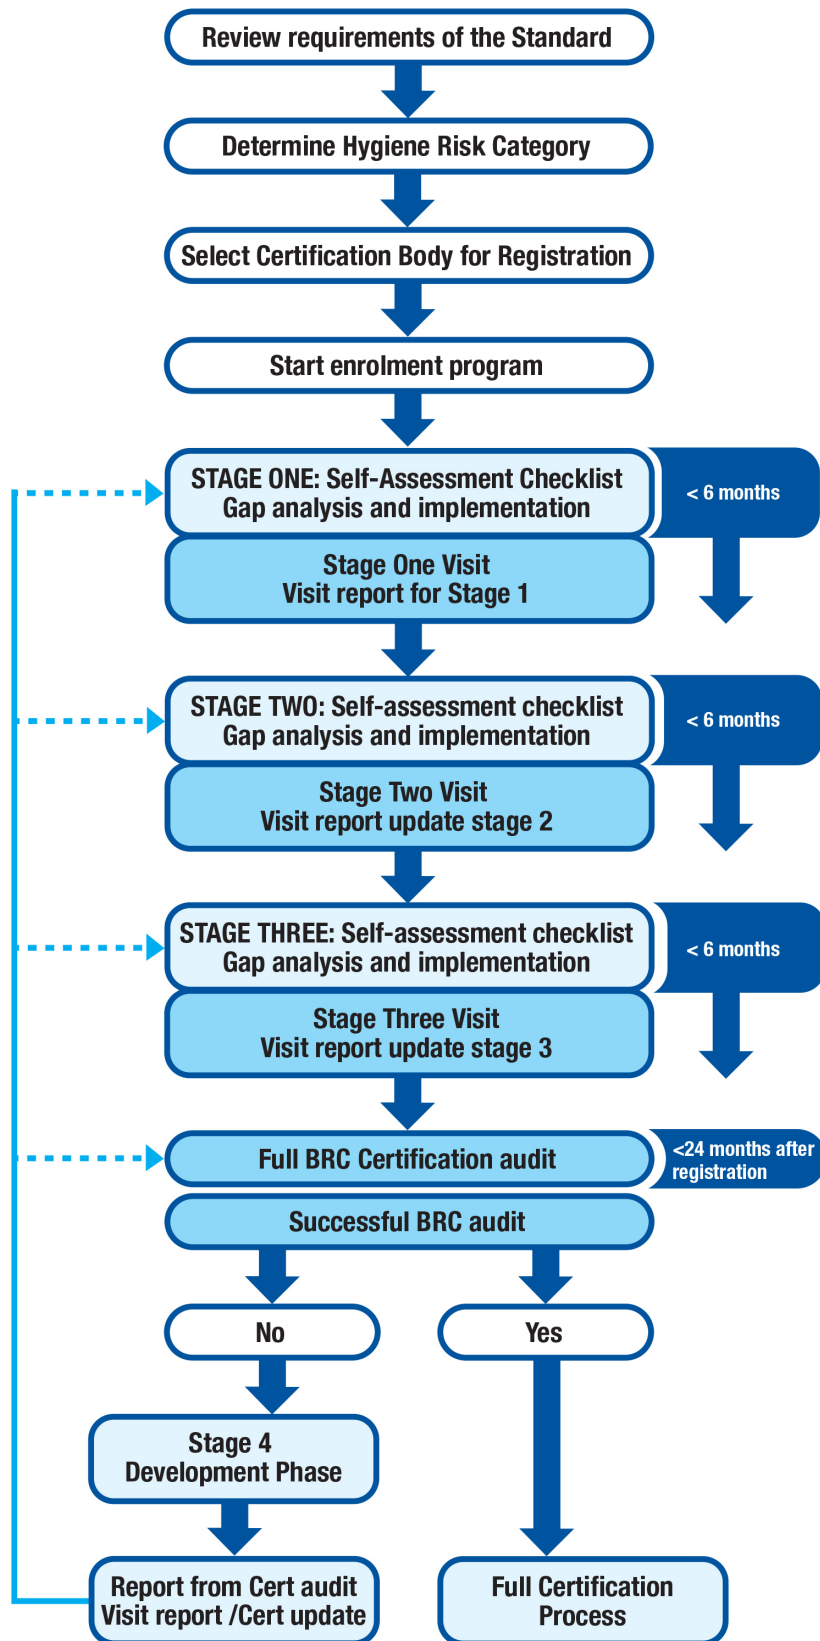 Review requirements of the Standard
Determine Hygiene Risk Category
Select Certification Body for Registration
Start enrolment program
STAGE ONE: Self-Assessment Checklist
Gap analysis and implementation
< 6 months
Stage One Visit
Visit report for Stage 1
STAGE TWO: Self-assessment checklist
Gap analysis and implementation
< 6 months
Stage Two Visit
Visit report update stage 2
STAGE THREE: Self-assessment checklist
Gap analysis and implementation
< 6 months
Stage Three Visit
Visit report update stage 3
Full BRC Certification audit
<24 months after
registration
Successful BRC audit
No
Yes
Stage 4
Development Phase
Report from Cert audit
Visit report /Cert update
Full Certification
Process